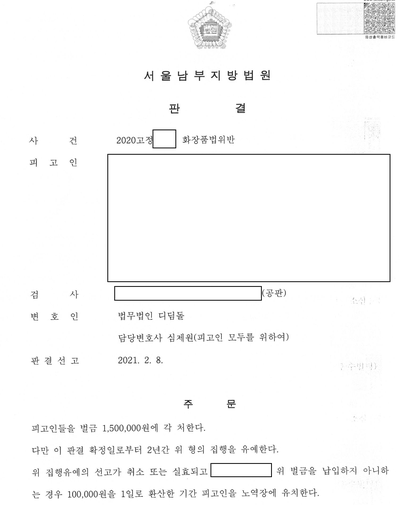 서울남부지방법원
판 결
사 건 2020고정 화장품법위반
피 고 인
검 사 (공판)
변 호 인 법무법인 디딤돌
담당변호사 심제원(피고인 모두를 위하여)
판 결 선 고 2021. 2. 8.
주 문
피고인들을 벌금 1,500,000원에 각 처한다.
다만 이 판결 확정일로부터 2년간 위 형의 집행을 유예한다.
위 집행유예의 선고가 취소 또는 실효되고 위 벌금을 납입하지 아니하
는 경우 100,000원을 1일로 환산한 기간 피고인을 노역장에 유치한다.